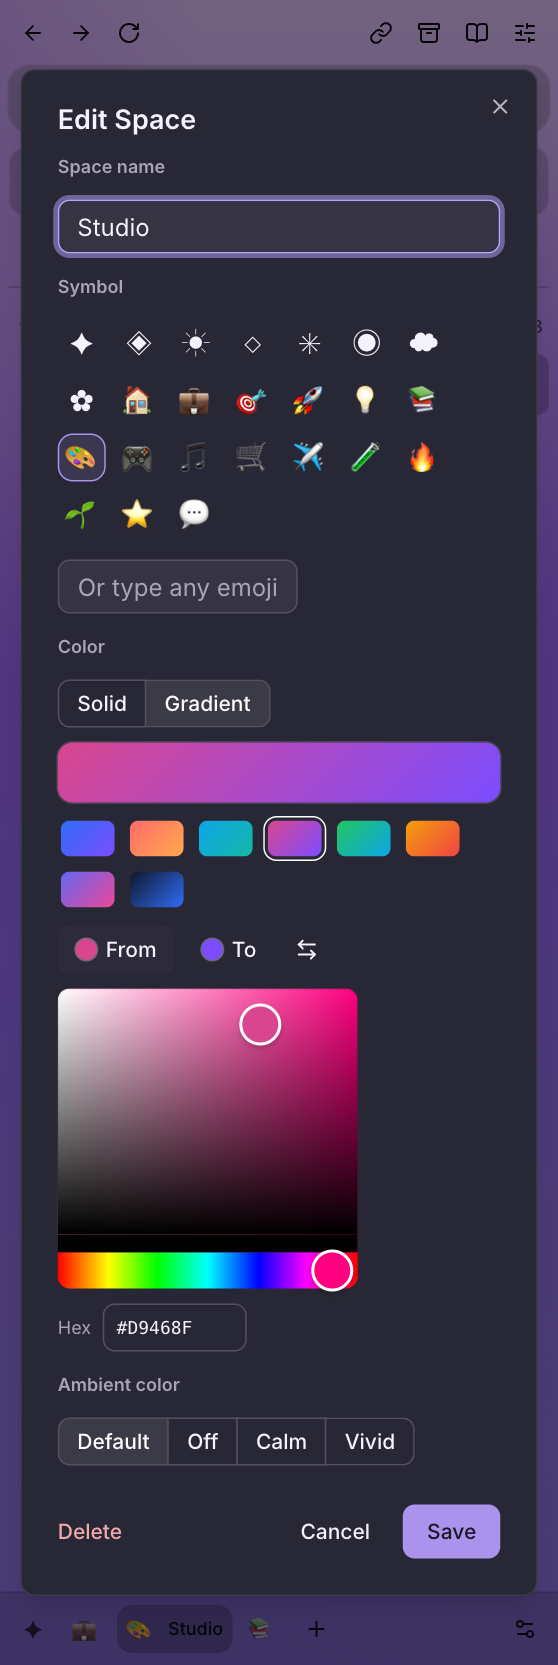 Edit Space
Space name
Studio
Symbol
Or type any emoji
Color
Solid Gradient
From To
Hex #D9468F
Ambient color
Default Off Calm Vivid
Delete Cancel Save
Studio